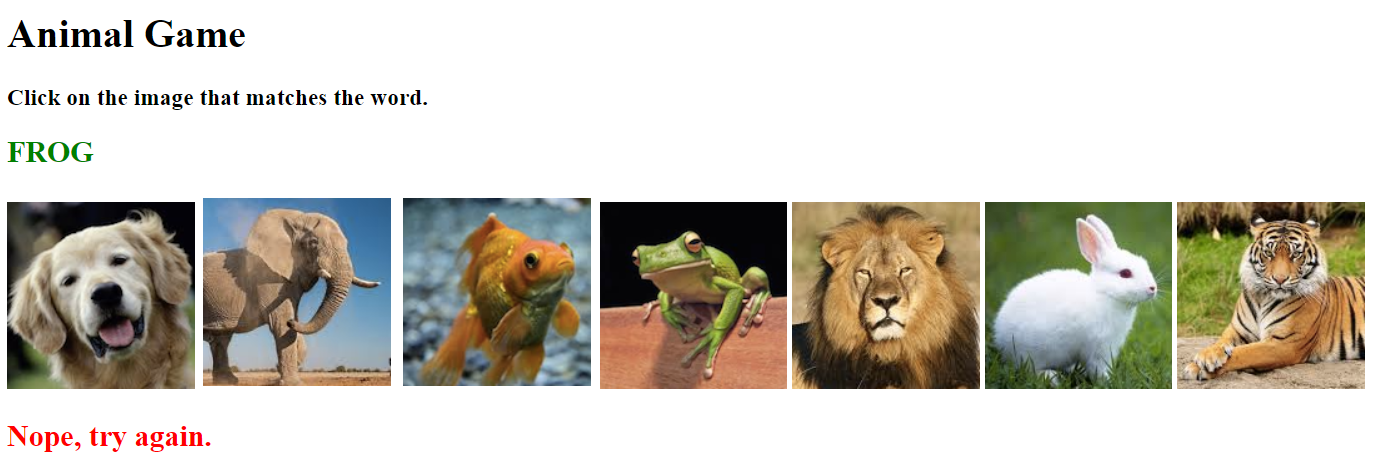 Animal Game
Click on the image that matches the word.
FROG
Nope, try again.